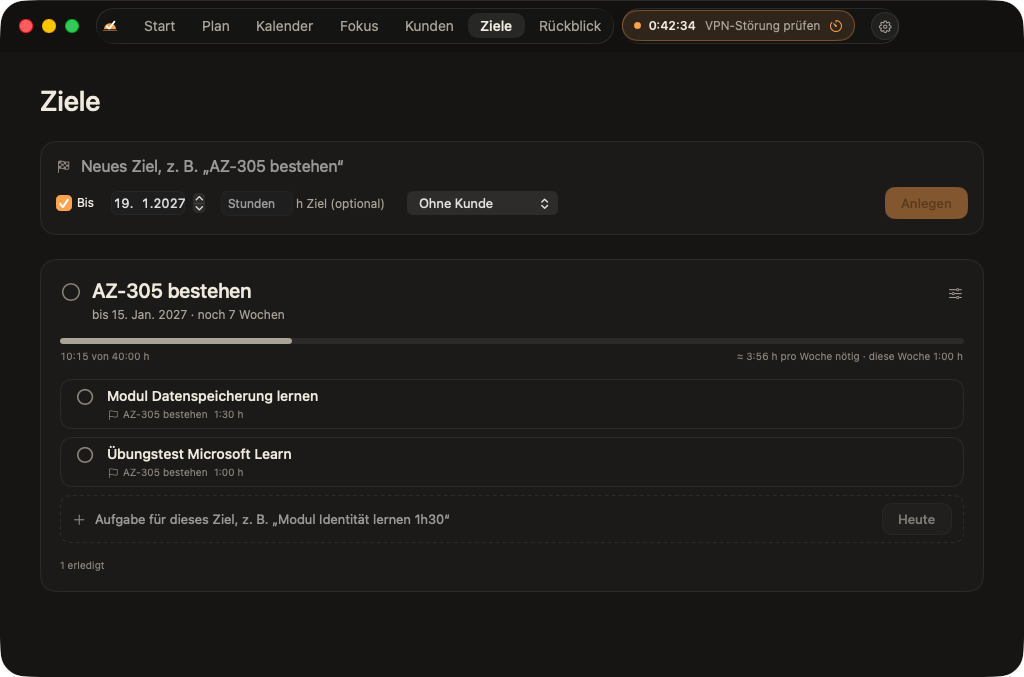 Start Plan Kalender Fokus Kunden Ziele Rückblick 0:42:34 VPN-Störung prüfen
Ziele
Neues Ziel, z. B. „AZ-305 bestehen“
Bis 19. 1.2027 Stunden h Ziel (optional) Ohne Kunde Anlegen
AZ-305 bestehen
bis 15. Jan. 2027 · noch 7 Wochen
10:15 von 40:00 h ≈ 3:56 h pro Woche nötig · diese Woche 1:00 h
Modul Datenspeicherung lernen
AZ-305 bestehen 1:30 h
Übungstest Microsoft Learn
AZ-305 bestehen 1:00 h
Aufgabe für dieses Ziel, z. B. „Modul Identität lernen 1h30“ Heute
1 erledigt